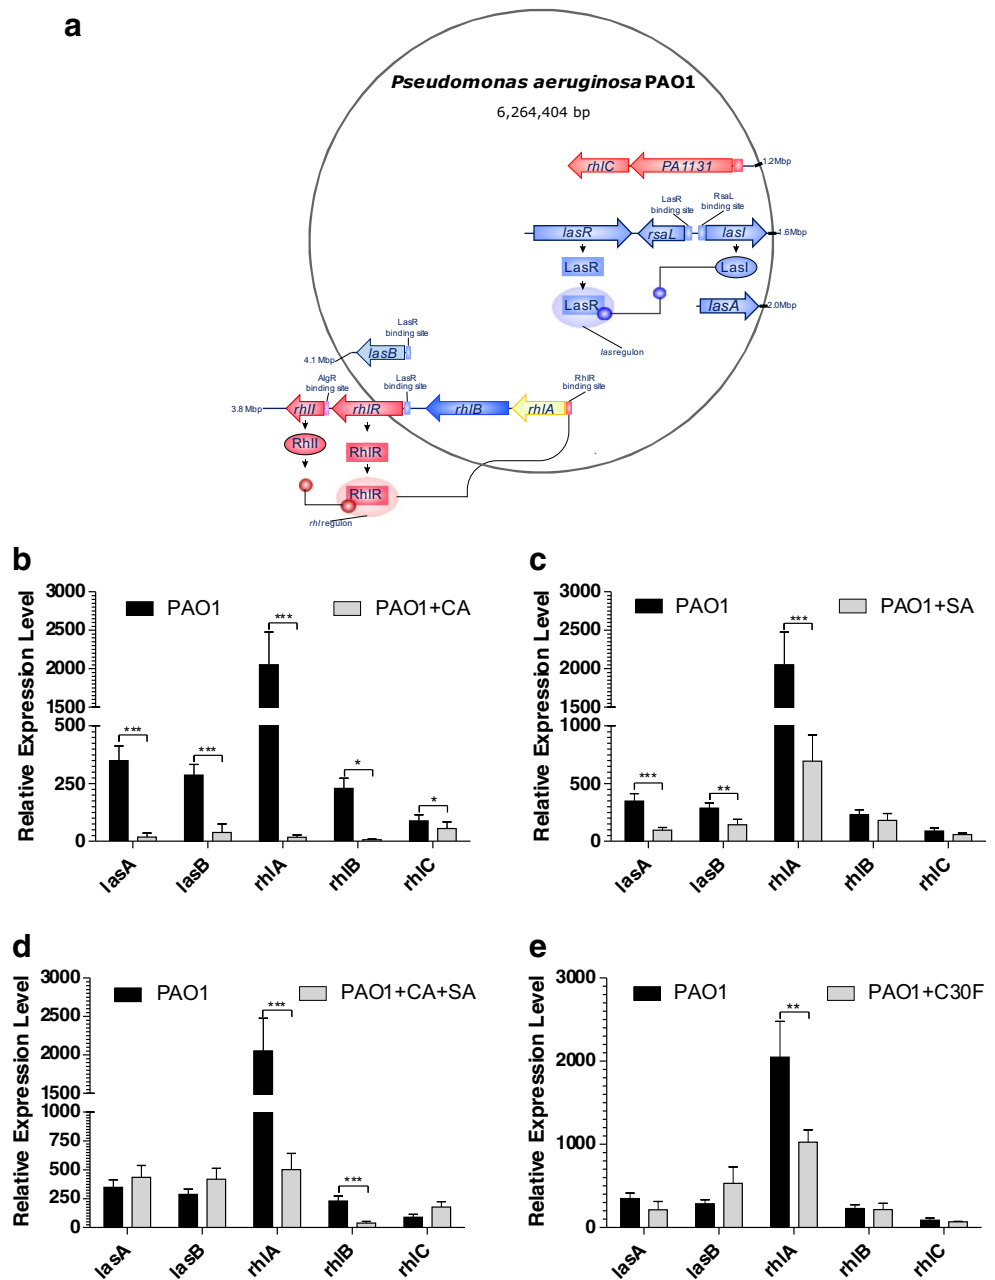 a
Pseudomonas aeruginosa PAO1
6,264,404 bp
rhlC
PA1131
1.2Mbp
LasR
binding site
RsaL
binding site
lasR
rsaL
lasI
1.6Mbp
LasR
LasI
LasR
lasA
2.0Mbp
las regulon
LasR
binding site
lasB
4.1 Mbp
AlgR
binding site
LasR
binding site
RhlR
binding site
3.8 Mbp
rhlI
rhlR
rhlB
rhlA
RhlI
RhlR
RhlR
rhl regulon
b
Relative Expression Level
3000
2500
2000
1500
500
250
0
PAO1
PAO1+CA
***
***
***
*
*
lasA
lasB
rhlA
rhlB
rhlC
c
Relative Expression Level
3000
2500
2000
1500
1000
500
0
PAO1
PAO1+SA
***
**
***
lasA
lasB
rhlA
rhlB
rhlC
d
Relative Expression Level
3000
2500
2000
1500
1000
750
500
250
0
PAO1
PAO1+CA+SA
***
***
lasA
lasB
rhlA
rhlB
rhlC
e
Relative Expression Level
3000
2000
1000
0
PAO1
PAO1+C30F
**
lasA
lasB
rhlA
rhlB
rhlC